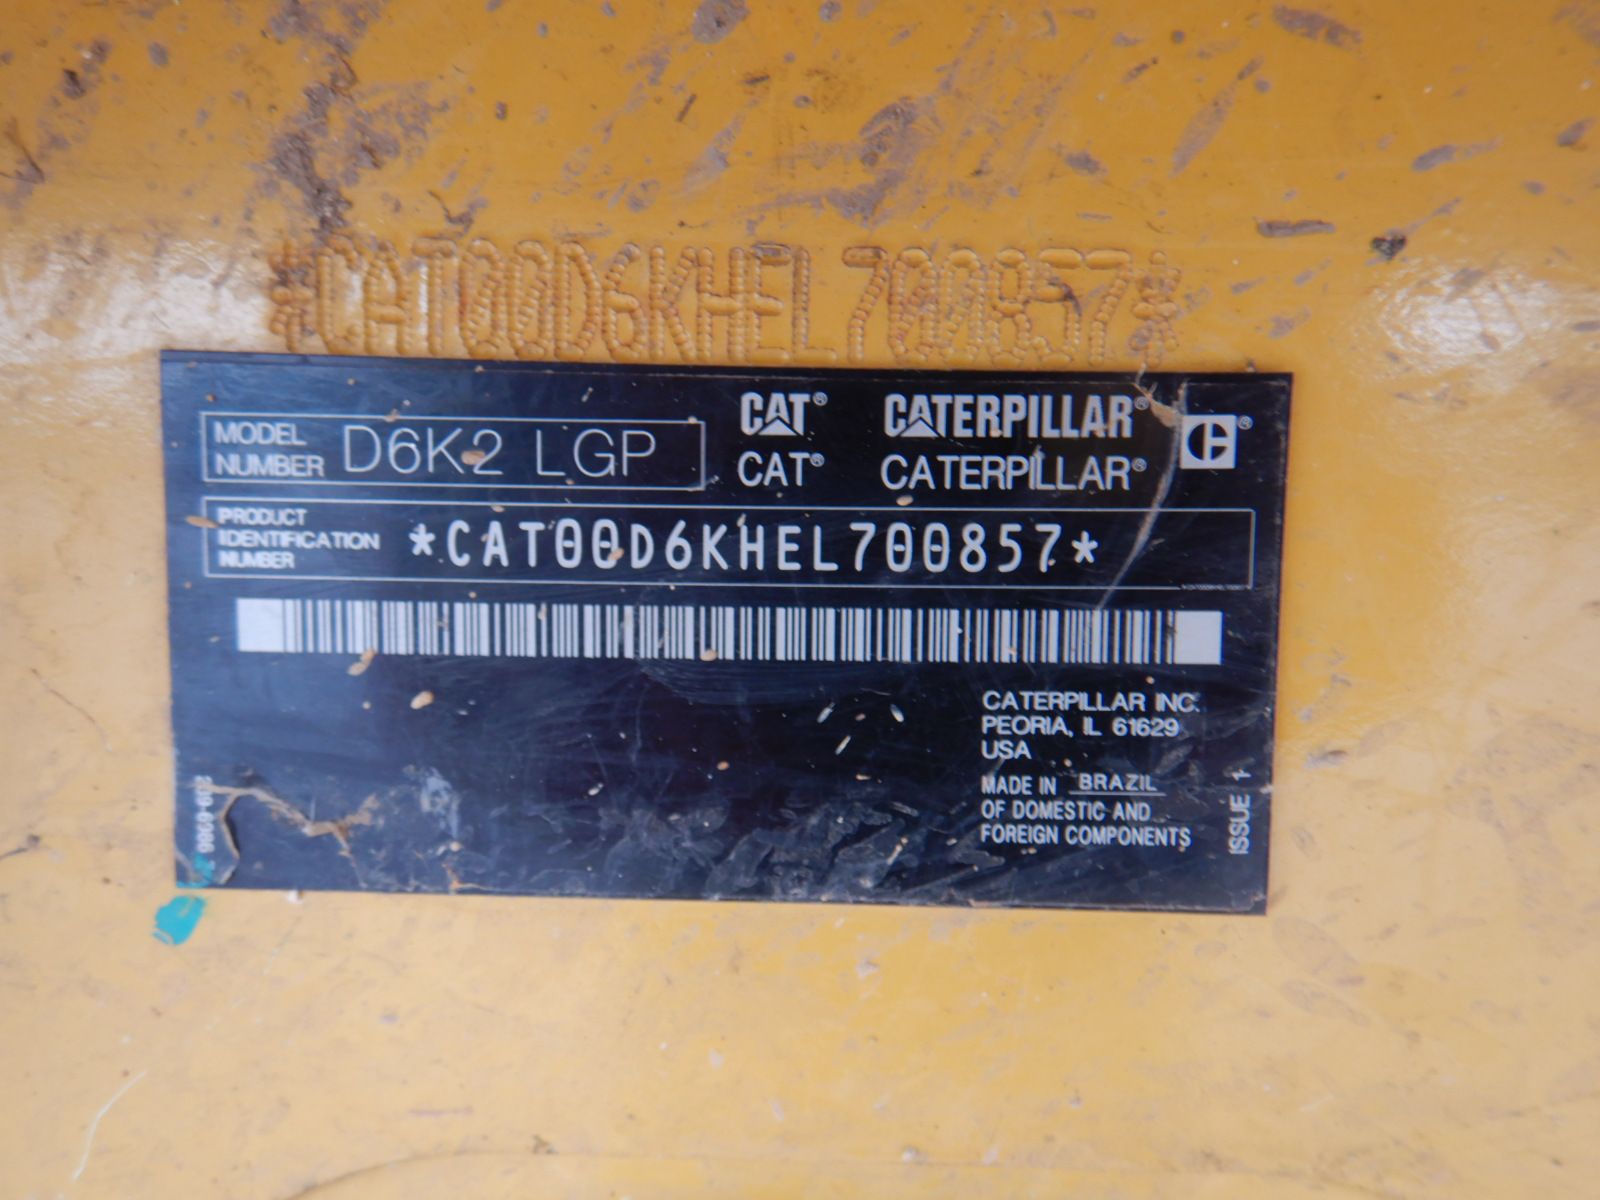 *CAT00D6KHEL700857*
MODEL NUMBER D6K2 LGP
CAT® CATERPILLAR®
CAT® CATERPILLAR®
PRODUCT IDENTIFICATION NUMBER *CAT00D6KHEL700857*
CATERPILLAR INC.
PEORIA, IL 61629
USA
MADE IN BRAZIL
OF DOMESTIC AND
FOREIGN COMPONENTS
ISSUE 1